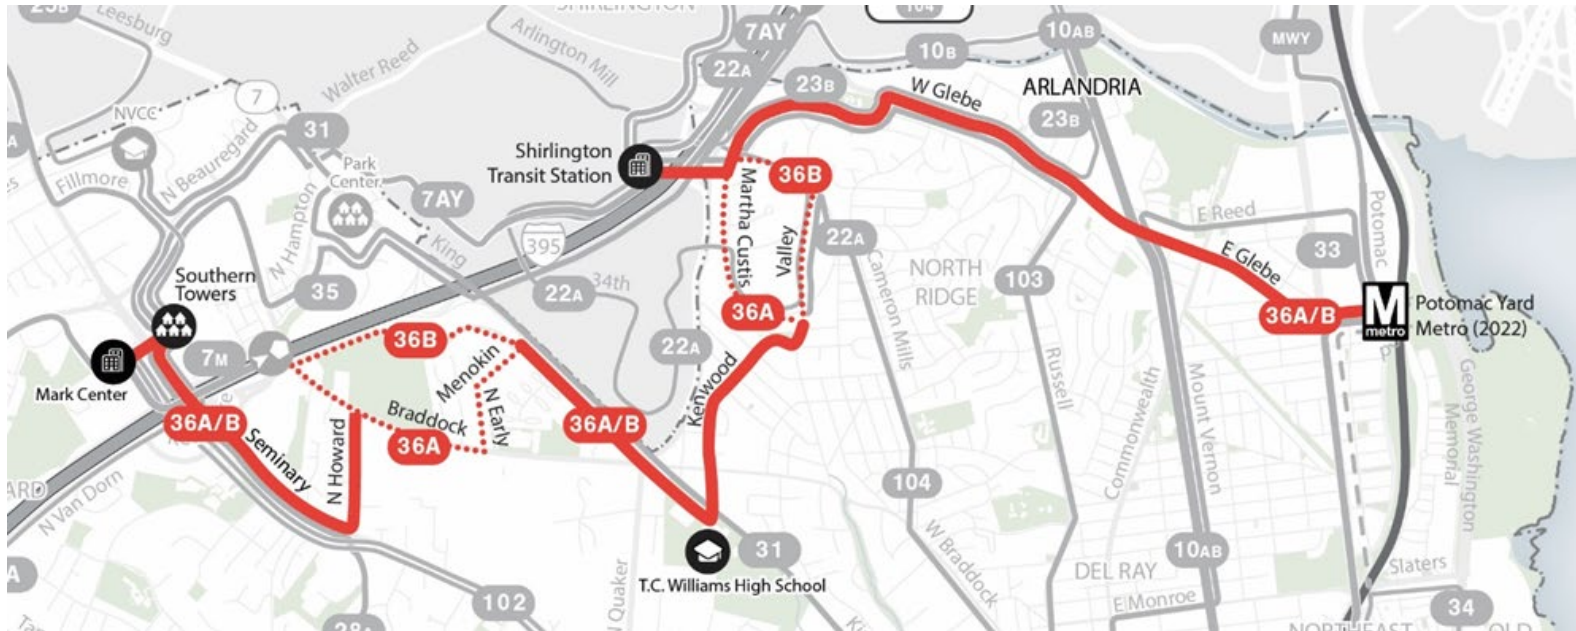 Leesburg
Walter Reed
Arlington Mill
7AY
22A
10B
10AB
MWY
NVCC
7
31
Fillmore
N Beauregard
Park
Center
N Hampton
7AY
King
395
35
Southern
Towers
7M
Mark Center
Shirlington
Transit Station
23B
W Glebe
ARLANDRIA
23B
36B
Martha Custis
Valley
36A
22A
34th
22A
22A
Cameron Mills
NORTH
RIDGE
103
E Reed
33
Potomac
E Glebe
36A/B
M
metro
Potomac Yard
Metro (2022)
36B
Menokin
N Early
Braddock
36A
N Howard
36A/B
Seminary
36A/B
Kenwood
Russell
Commonwealth
Mount Vernon
George Washington
Memorial
N Van Dorn
104
W Braddock
31
T.C. Williams High School
102
10AB
DEL RAY
E Monroe
Slaters
34